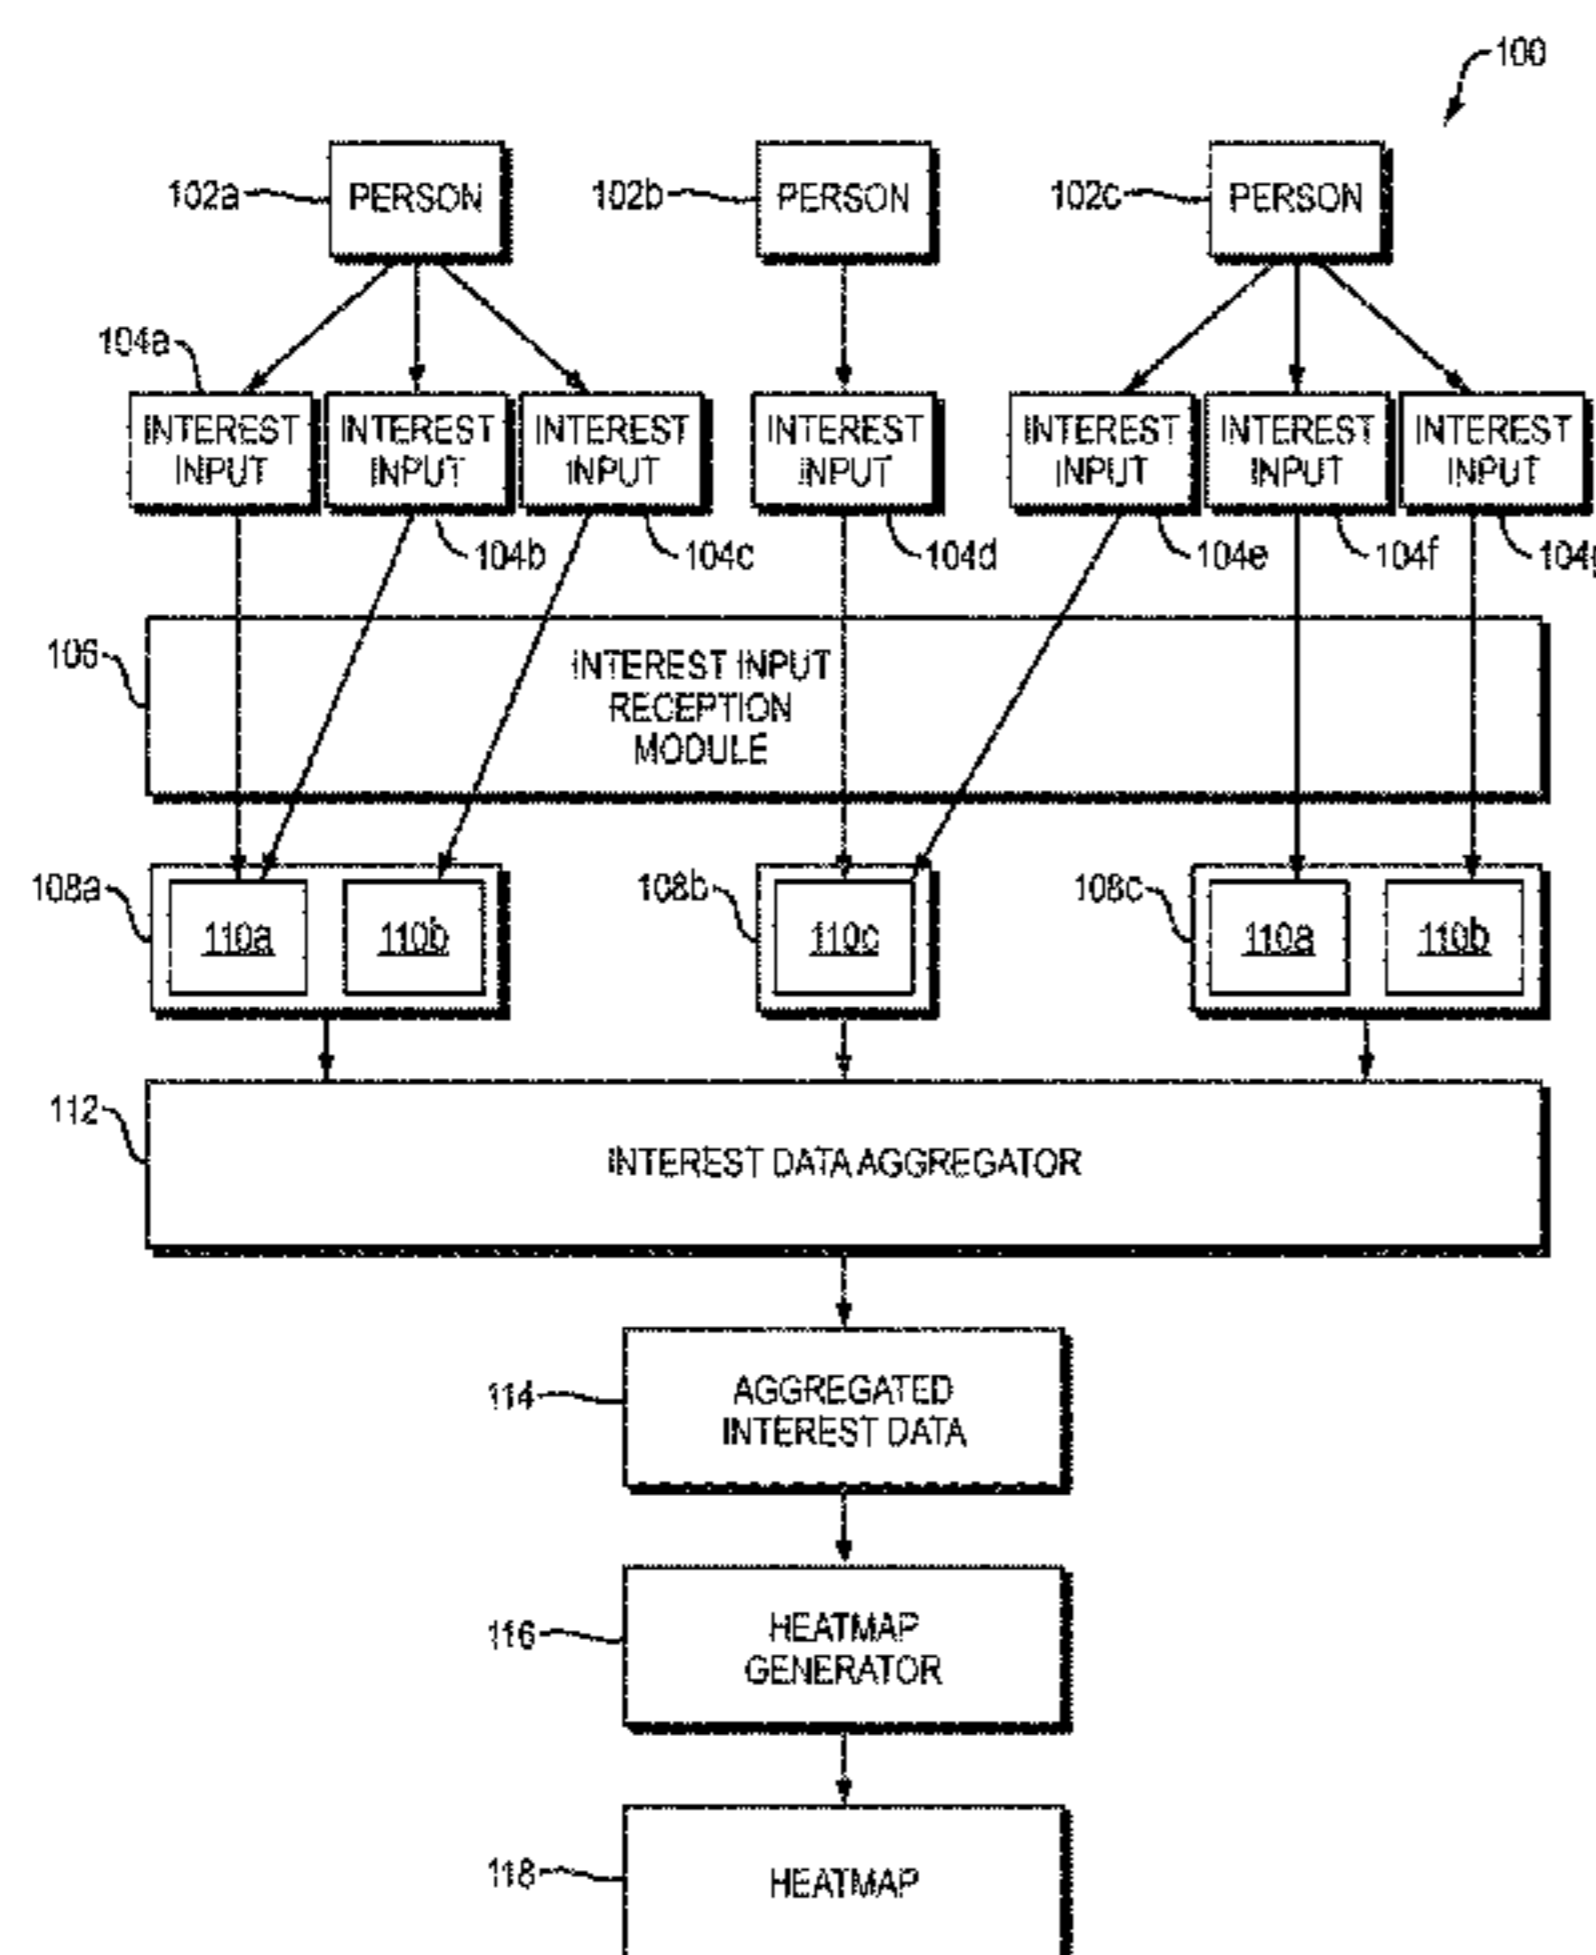 100
102a PERSON 102b PERSON 102c PERSON
104a
INTEREST INTEREST INTEREST INTEREST INTEREST INTEREST INTEREST
INPUT INPUT INPUT INPUT INPUT INPUT INPUT
104b 104c 104d 104e 104f
106
INTEREST INPUT
RECEPTION
MODULE
108a 108b 108c
110a 110b 110c 110a 110b
112
INTEREST DATA AGGREGATOR
114
AGGREGATED
INTEREST DATA
116
HEATMAP
GENERATOR
118 HEATMAP